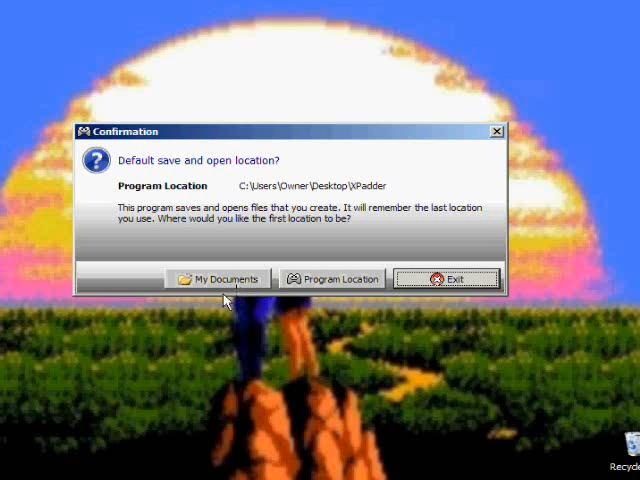 Confirmation
Default save and open location?
Program Location C:\Users\Owner\Desktop\XPadder
This program saves and opens files that you create. It will remember the last location
you use. Where would you like the first location to be?
My Documents Program Location Exit
Recycle